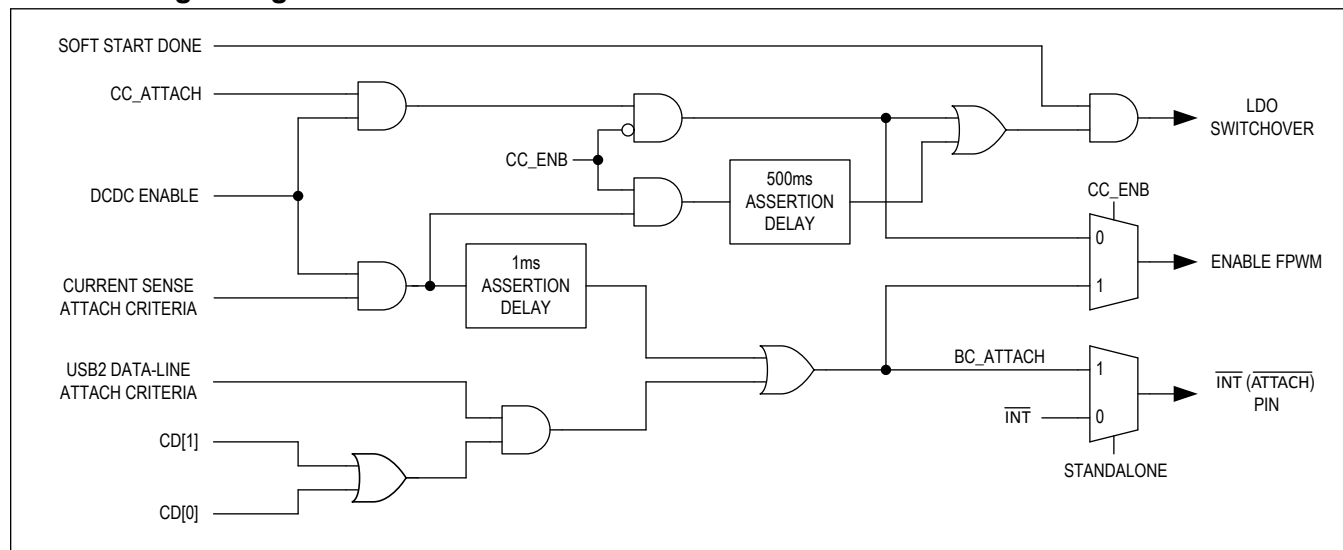 SOFT START DONE
CC_ATTACH
DCDC ENABLE
CURRENT SENSE
ATTACH CRITERIA
USB2 DATA-LINE
ATTACH CRITERIA
CD[1]
CD[0]
CC_ENB
500ms
ASSERTION
DELAY
1ms
ASSERTION
DELAY
LDO
SWITCHOVER
CC_ENB
0
1
ENABLE FPWM
BC_ATTACH
1
INT
0
INT (ATTACH)
PIN
STANDALONE